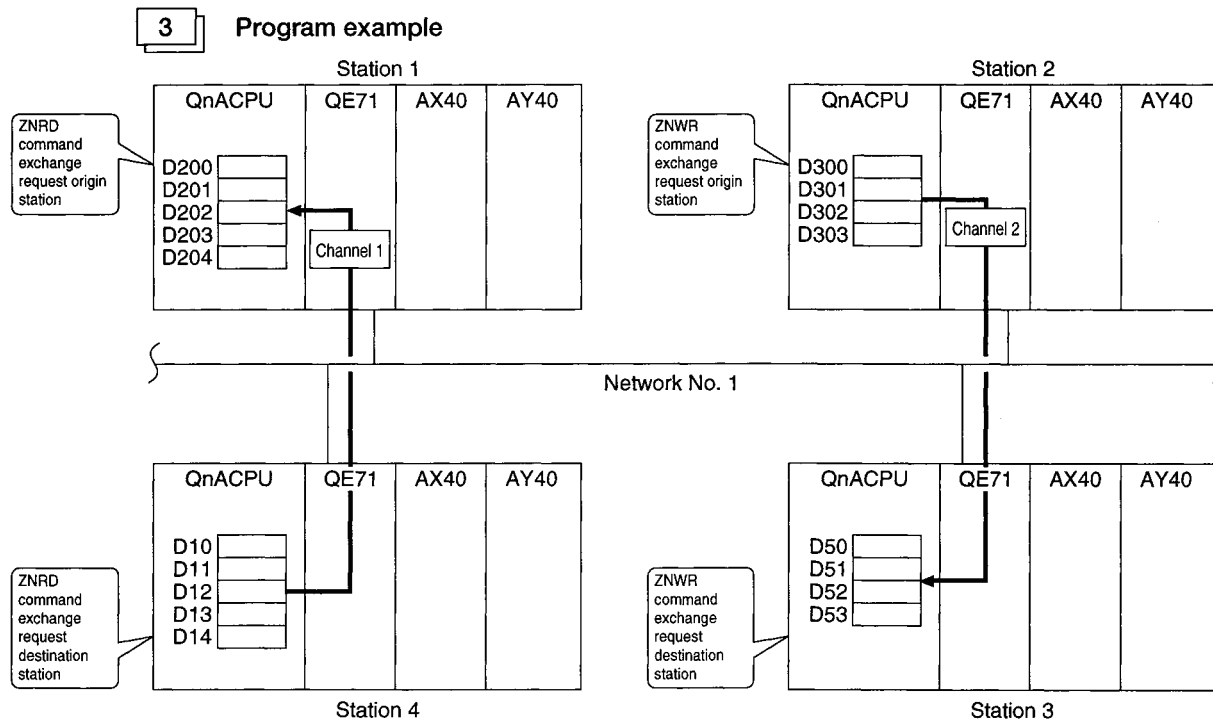 3 Program example
Station 1
QnACPU QE71 AX40 AY40
ZNRD
command
exchange
request origin
station
D200
D201
D202
D203
D204
Channel 1
Station 2
QnACPU QE71 AX40 AY40
ZNWR
command
exchange
request origin
station
D300
D301
D302
D303
Channel 2
Network No. 1
QnACPU QE71 AX40 AY40
D10
D11
D12
D13
D14
ZNRD
command
exchange
request
destination
station
Station 4
QnACPU QE71 AX40 AY40
D50
D51
D52
D53
ZNWR
command
exchange
request
destination
station
Station 3